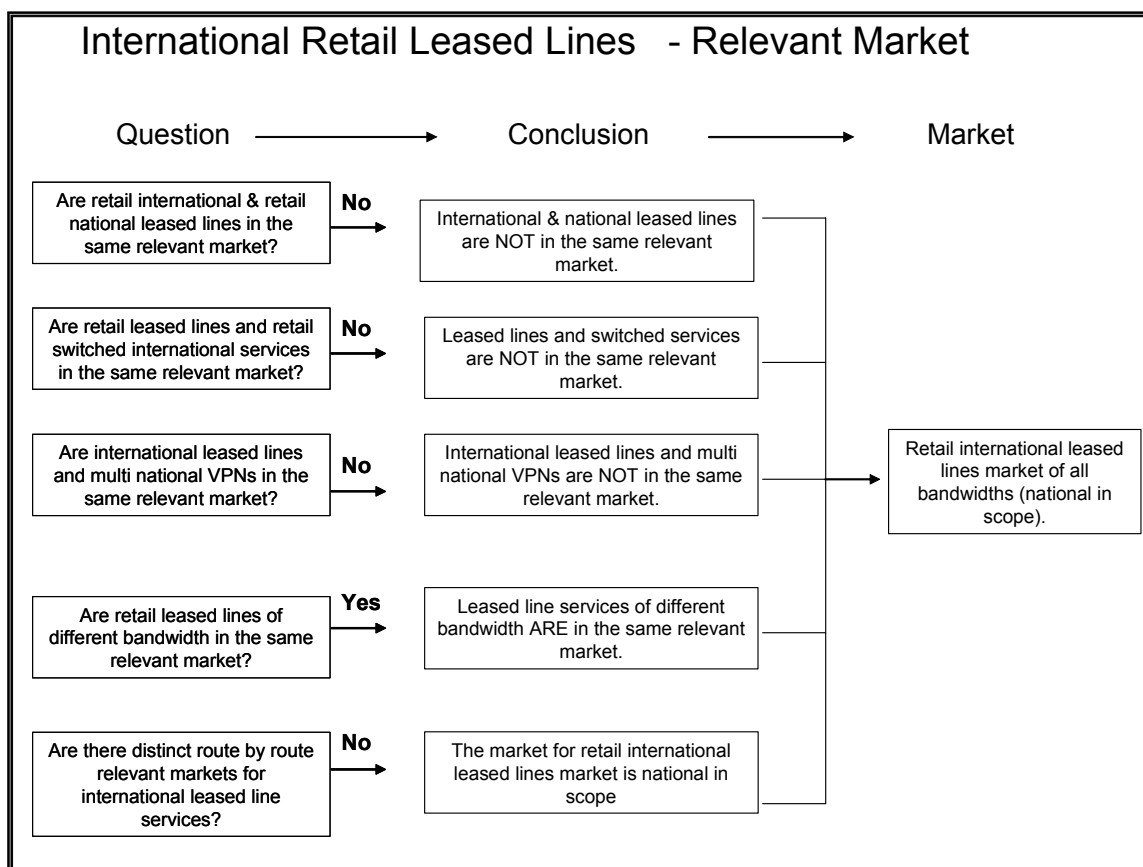 International Retail Leased Lines - Relevant Market
Question
Conclusion
Market
Are retail international & retail
national leased lines in the
same relevant market?
No
International & national leased lines
are NOT in the same relevant
market.
Are retail leased lines and retail
switched international services
in the same relevant market?
No
Leased lines and switched services
are NOT in the same relevant
market.
Are international leased lines
and multi national VPNs in the
same relevant market?
No
International leased lines and multi
national VPNs are NOT in the same
relevant market.
Retail international leased
lines market of all
bandwidths (national in
scope).
Are retail leased lines of
different bandwidth in the same
relevant market?
Yes
Leased line services of different
bandwidth ARE in the same relevant
market.
Are there distinct route by route
relevant markets for
international leased line
services?
No
The market for retail international
leased lines market is national in
scope